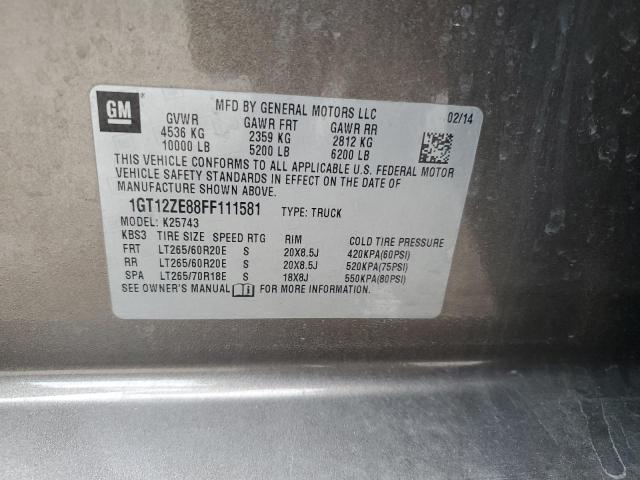 GM
MFD BY GENERAL MOTORS LLC 02/14
GVWR GAWR FRT GAWR RR
4536 KG 2359 KG 2812 KG
10000 LB 5200 LB 6200 LB
THIS VEHICLE CONFORMS TO ALL APPLICABLE U.S. FEDERAL MOTOR
VEHICLE SAFETY STANDARDS IN EFFECT ON THE DATE OF
MANUFACTURE SHOWN ABOVE.
1GT12ZE88FF111581 TYPE: TRUCK
MODEL: K25743
KBS3 TIRE SIZE SPEED RTG RIM COLD TIRE PRESSURE
FRT LT265/60R20E S 20X8.5J 420KPA(60PSI)
RR LT265/60R20E S 20X8.5J 520KPA(75PSI)
SPA LT265/70R18E S 18X8J 550KPA(80PSI)
SEE OWNER'S MANUAL FOR MORE INFORMATION.